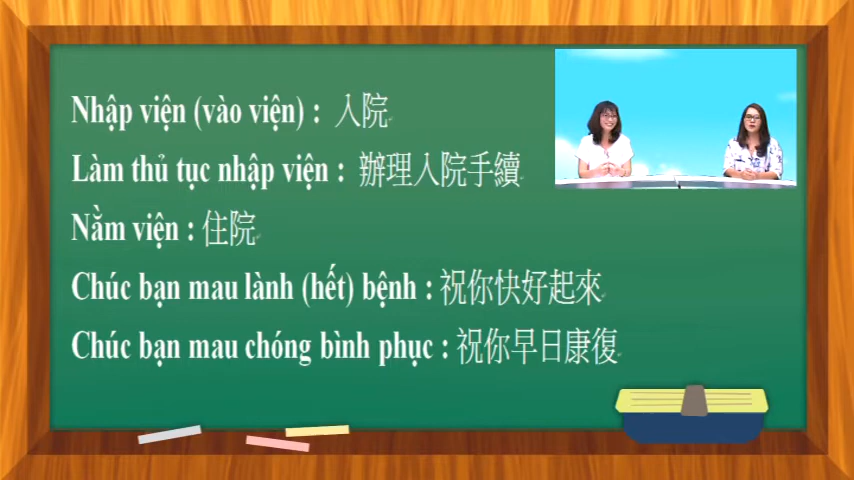 Nhập viện (vào viện) : 入院
Làm thủ tục nhập viện : 辦理入院手續
Nằm viện : 住院
Chúc bạn mau lành (hết) bệnh : 祝你快好起來
Chúc bạn mau chóng bình phục : 祝你早日康復